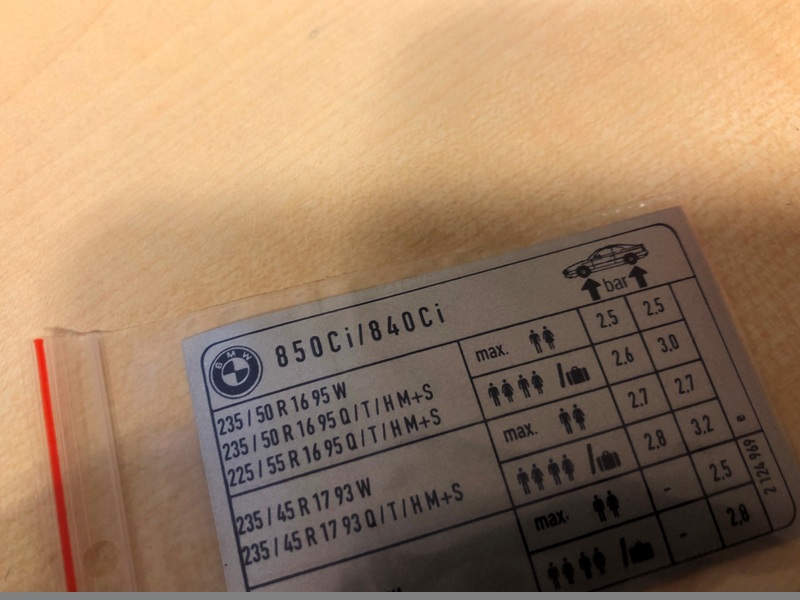 BMW
850Ci/840Ci
bar
235/50 R 16 95 W
235/50 R 16 95 Q/T/H M+S
225/55 R 16 95 Q/T/H M+S
max. 2.5 2.5
2.6 3.0
235/45 R 17 93 W
235/45 R 17 93 Q/T/H M+S
max. 2.7 2.7
2.8 3.2
max. - 2.5
- 2.8
2 124 969